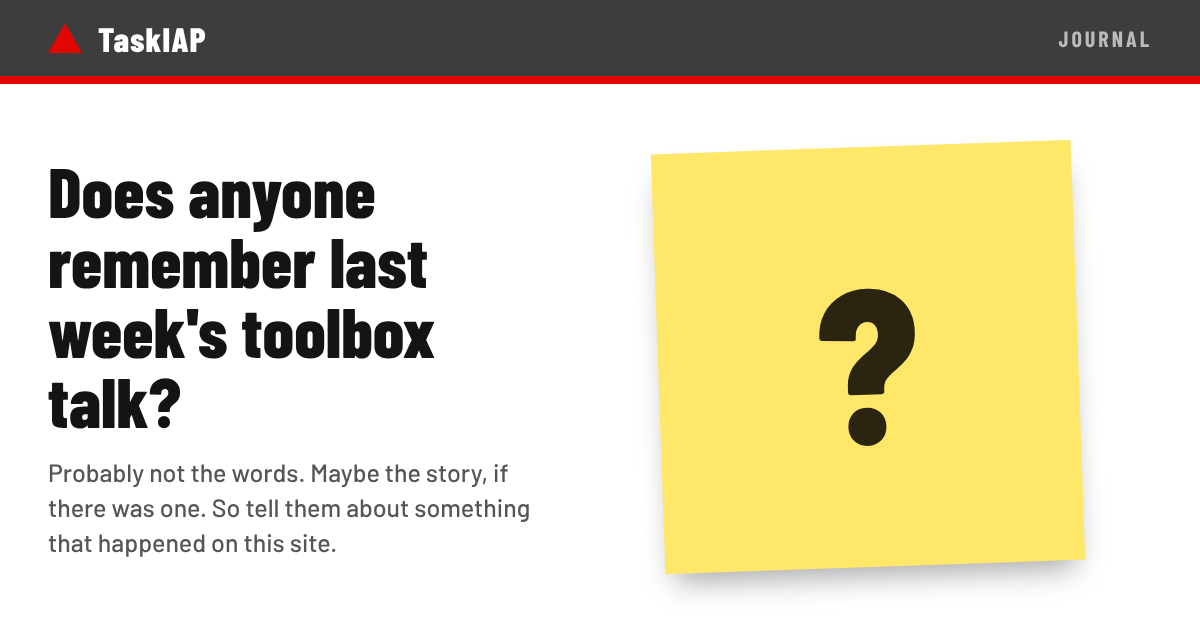 TaskIAP
JOURNAL
Does anyone
remember last
week's toolbox
talk?
Probably not the words. Maybe the story, if
there was one. So tell them about something
that happened on this site.
?